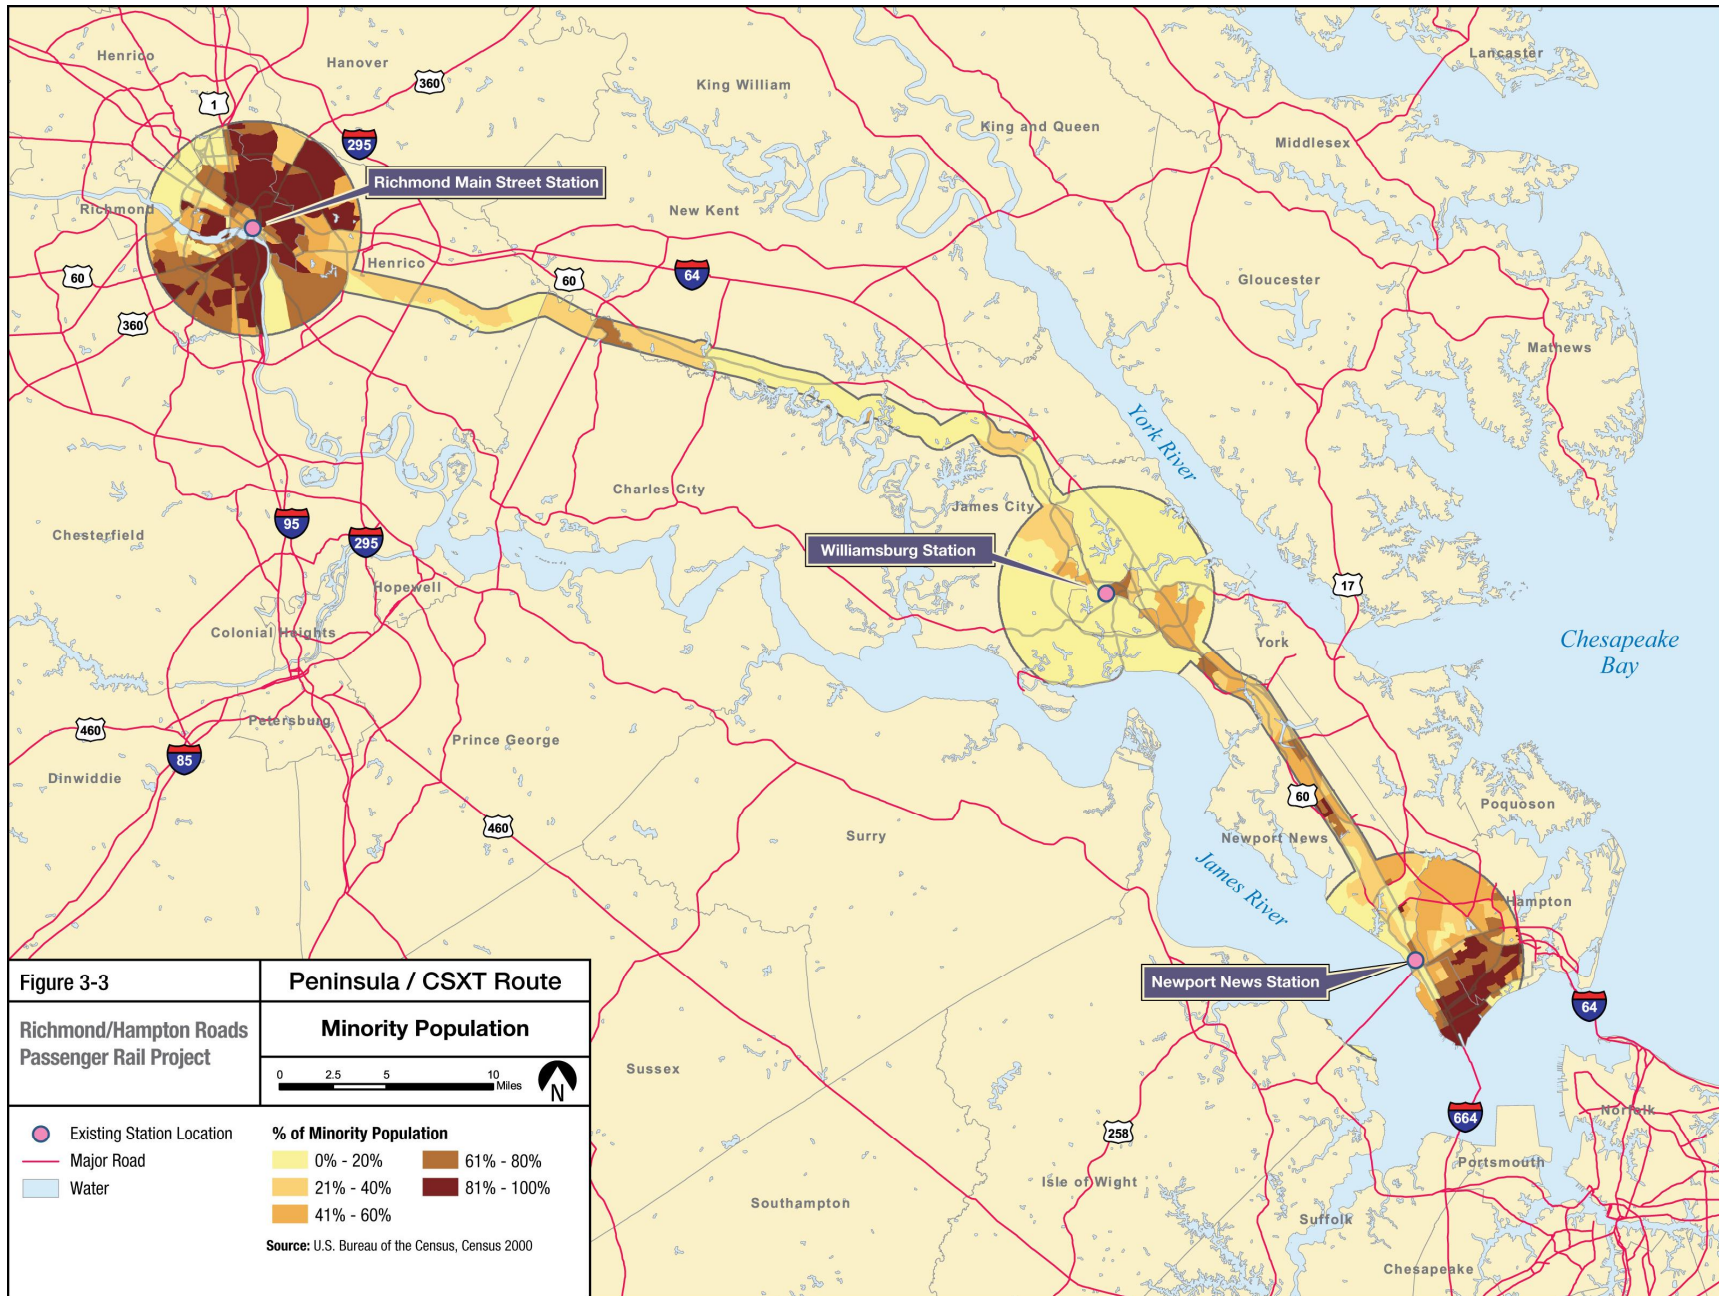 Henrico
Hanover
360
1
295
King William
King and Queen
Lancaster
Middlesex
Richmond Main Street Station
Richmond
New Kent
Henrico
60
60
64
Gloucester
360
Mathews
York River
Charles City
James City
95
295
Chesterfield
Williamsburg Station
Hopewell
17
Colonial Heights
York
Chesapeake
Bay
Petersburg
460
Prince George
85
Dinwiddie
60
Poquoson
460
Surry
Newport News
James River
Hampton
Newport News Station
64
Sussex
Norfolk
664
258
Portsmouth
Isle of Wight
Southampton
Suffolk
Chesapeake
Figure 3-3
Peninsula / CSXT Route
Richmond/Hampton Roads
Passenger Rail Project
Minority Population
0 2.5 5 10
Miles
N
Existing Station Location
Major Road
Water
% of Minority Population
0% - 20%
21% - 40%
41% - 60%
61% - 80%
81% - 100%
Source: U.S. Bureau of the Census, Census 2000